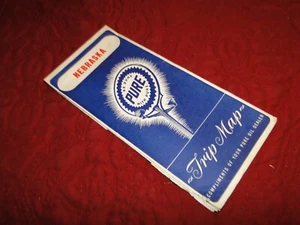 NEBRASKA
PURE
"Trip Map"
COMPLIMENTS OF YOUR PURE OIL DEALER